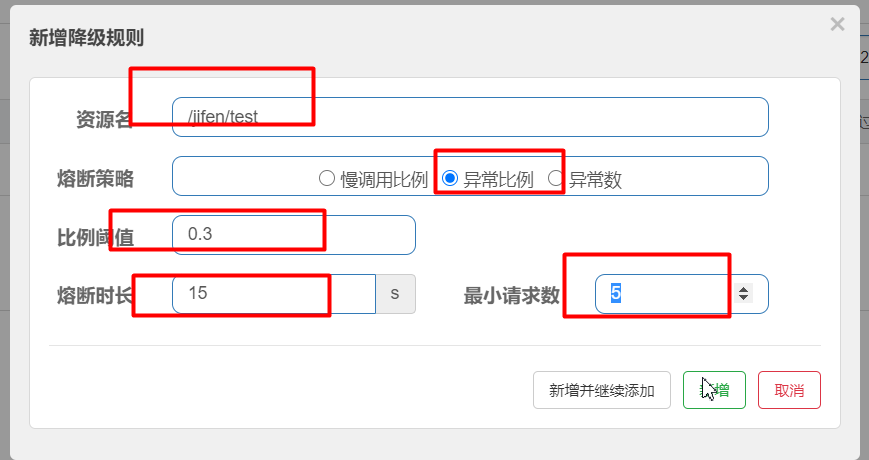 新增降级规则
×
资源名 /jifen/test
熔断策略 慢调用比例 异常比例 异常数
比例阈值 0.3
熔断时长 15 s 最小请求数 5
新增并继续添加 新增 取消